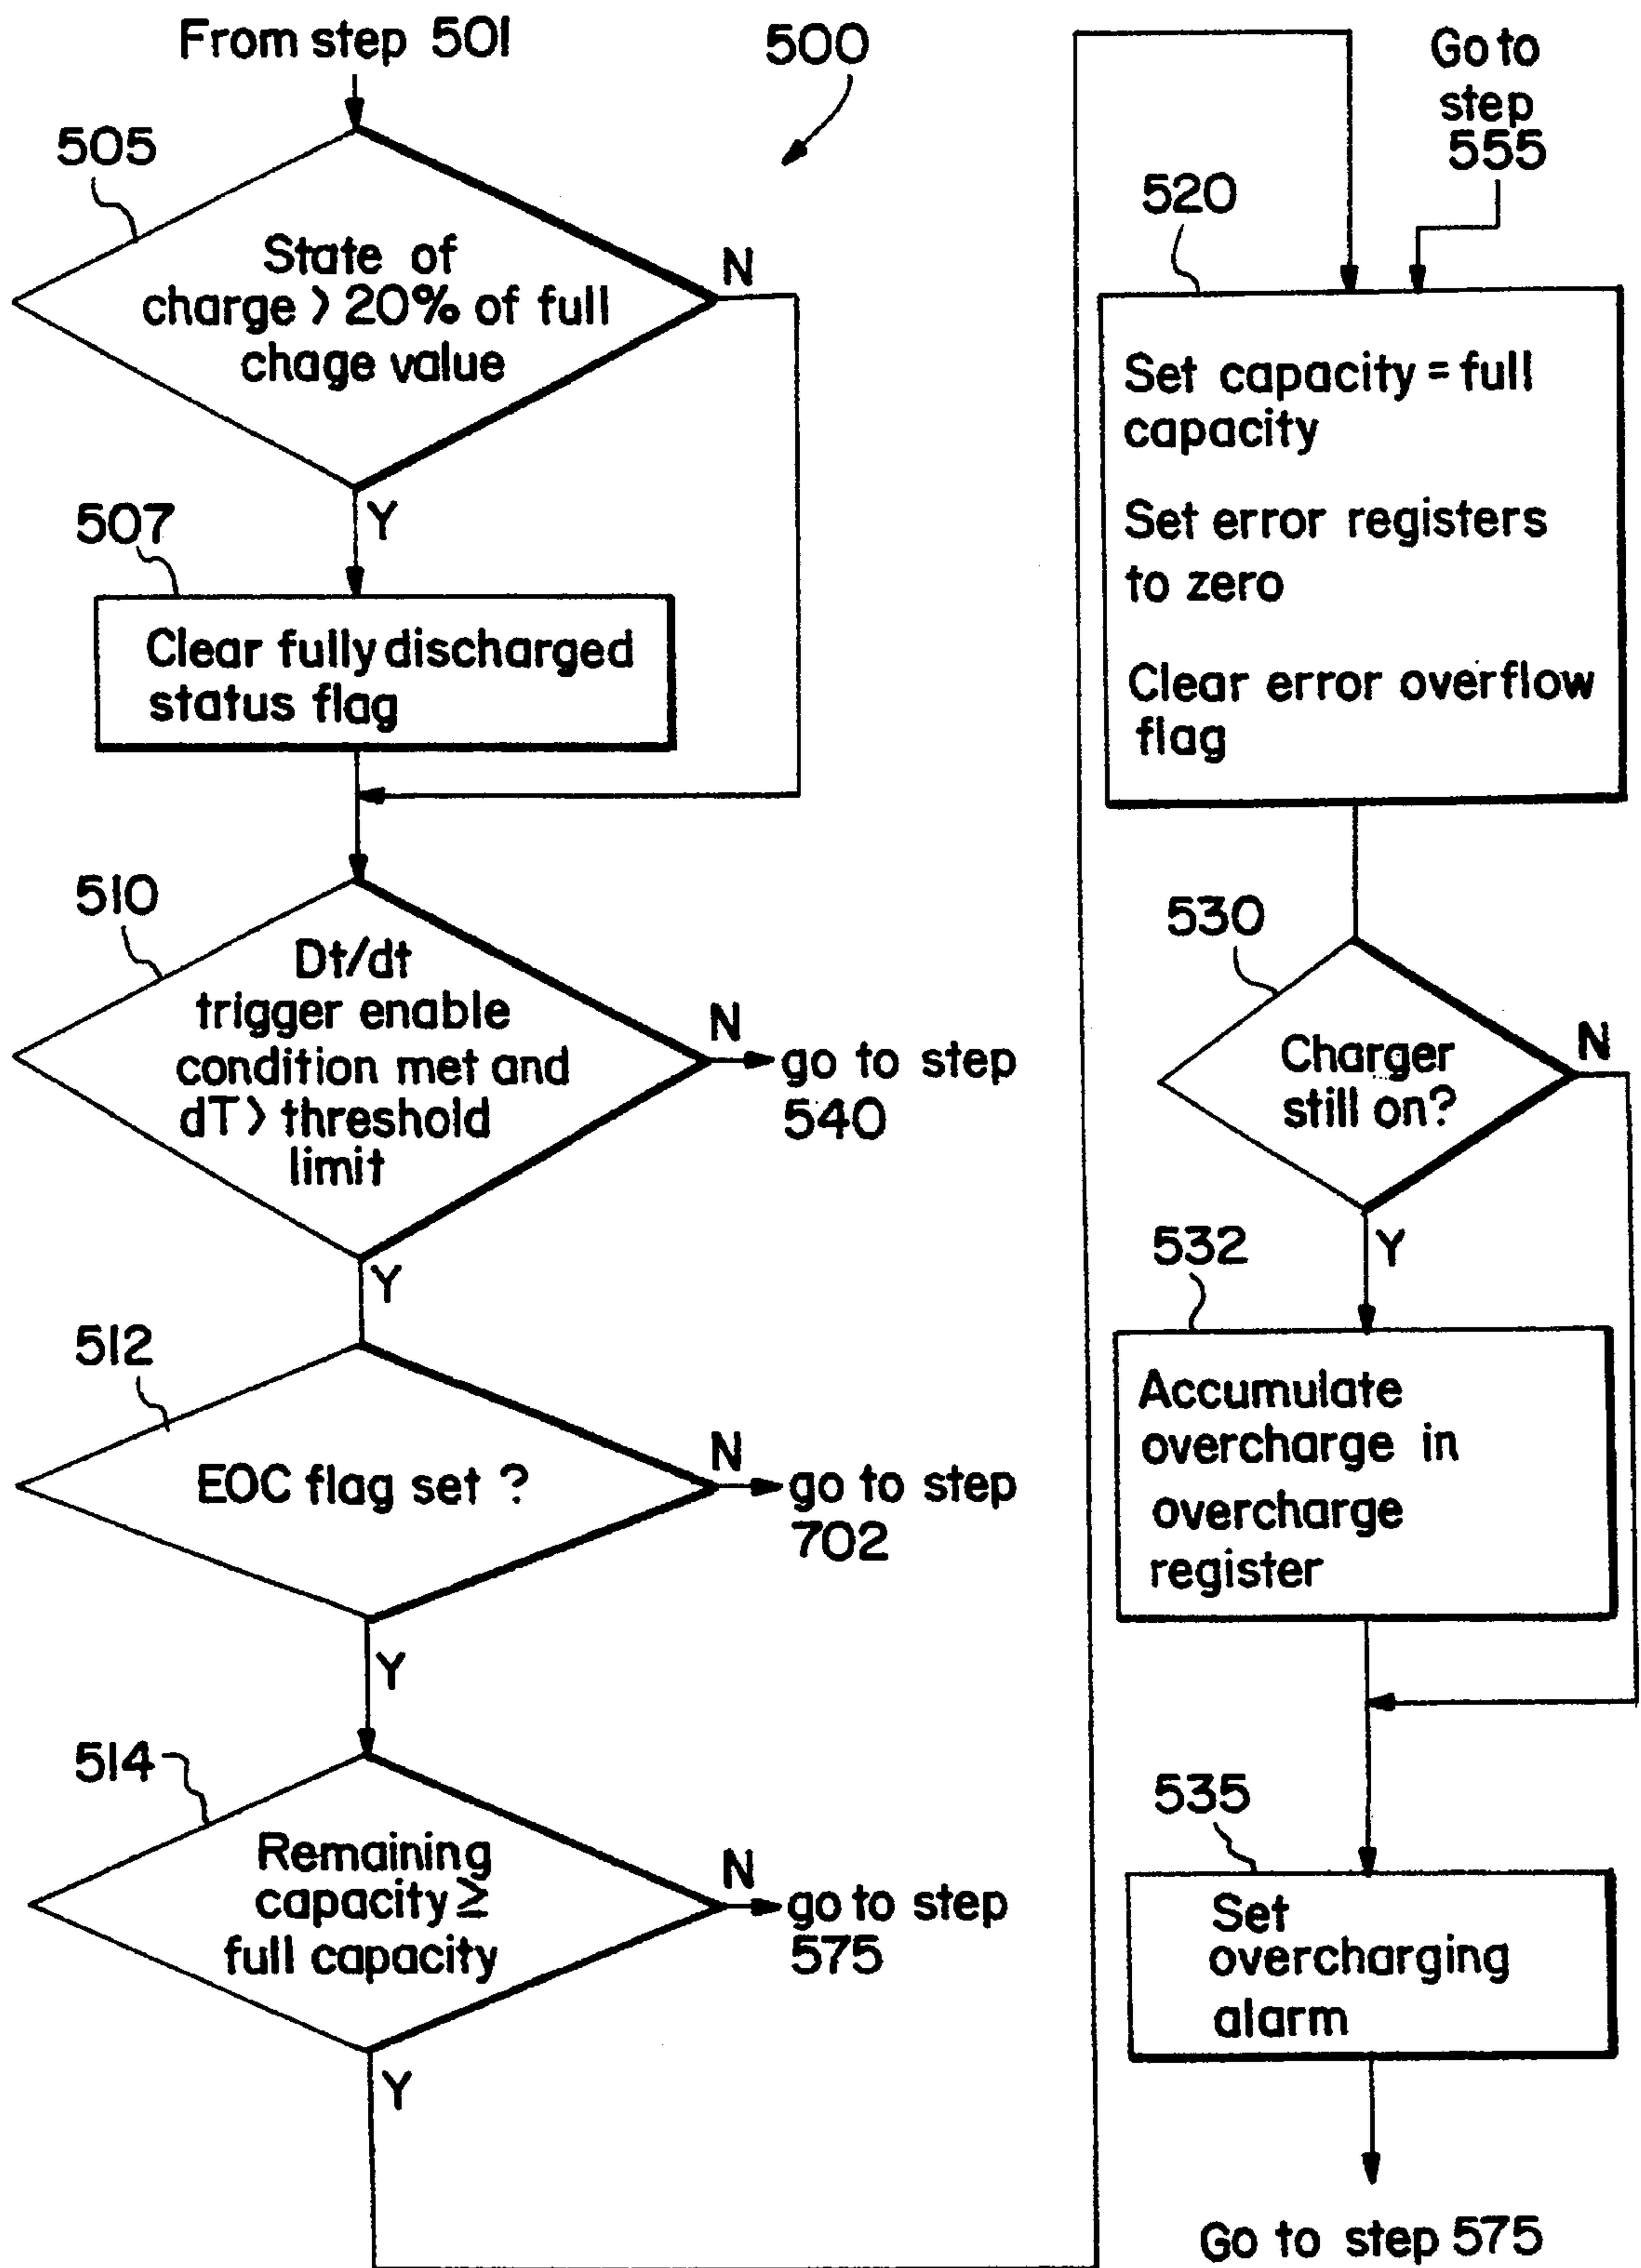 From step 501
500
505
State of
charge > 20% of full
chage value
N
Y
507
Clear fully discharged
status flag
510
Dt/dt
trigger enable
condition met and
dT > threshold
limit
N
go to step
540
Y
512
EOC flag set ?
N
go to step
702
Y
514
Remaining
capacity ≥
full capacity
N
go to step
575
Y
Go to
step
555
520
Set capacity = full
capacity
Set error registers
to zero
Clear error overflow
flag
530
Charger
still on?
N
Y
532
Accumulate
overcharge in
overcharge
register
535
Set
overcharging
alarm
Go to step 575